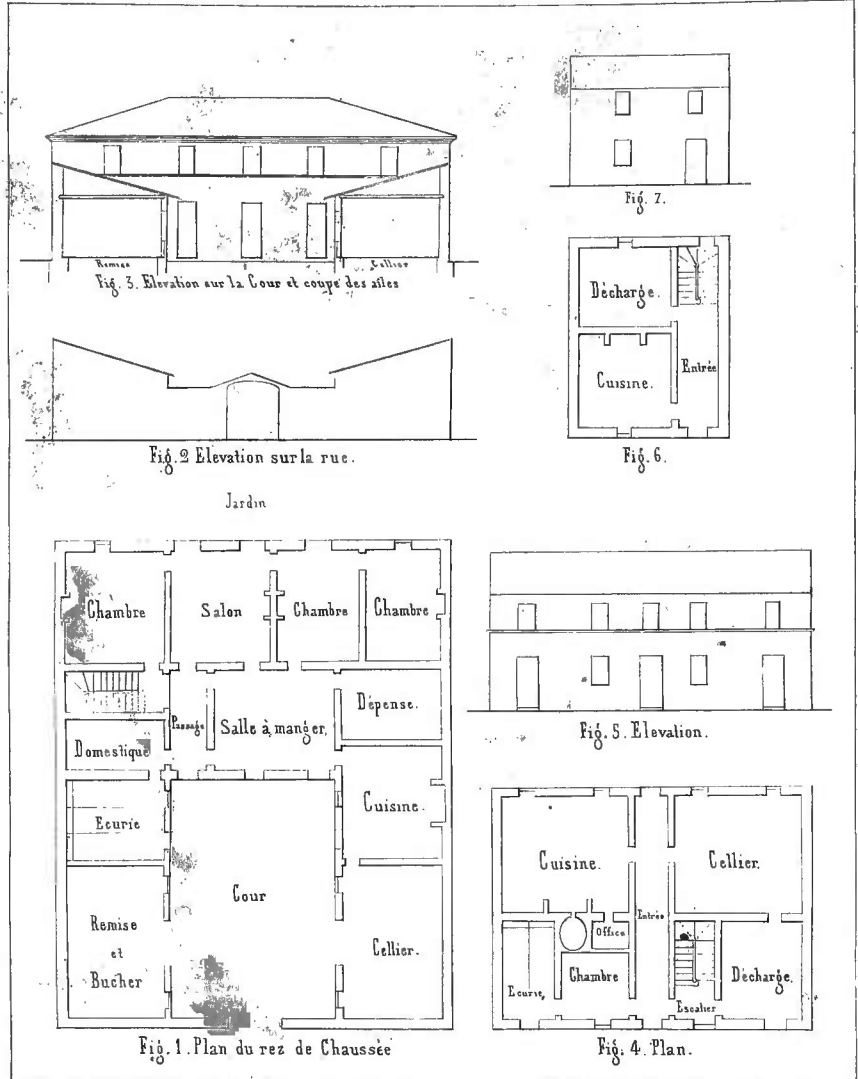 Remise
Cellier
Fig. 3. Elevation sur la Cour et coupe des aîles
Fig. 7.
Décharge.
Cuisine.
Entrée
Fig. 6.
Fig. 2 Elevation sur la rue.
Jardin
Chambre
Salon
Chambre
Chambre
Passage
Salle à manger,
Dépense.
Domestique
Ecurie
Cuisine.
Cour
Remise
et
Bucher
Cellier.
Fig. 1. Plan du rez de Chaussée
Fig. 5. Elevation.
Cuisine.
Cellier.
Entrée
Office
Chambre
Ecurie,
Escalier
Décharge.
Fig. 4. Plan.